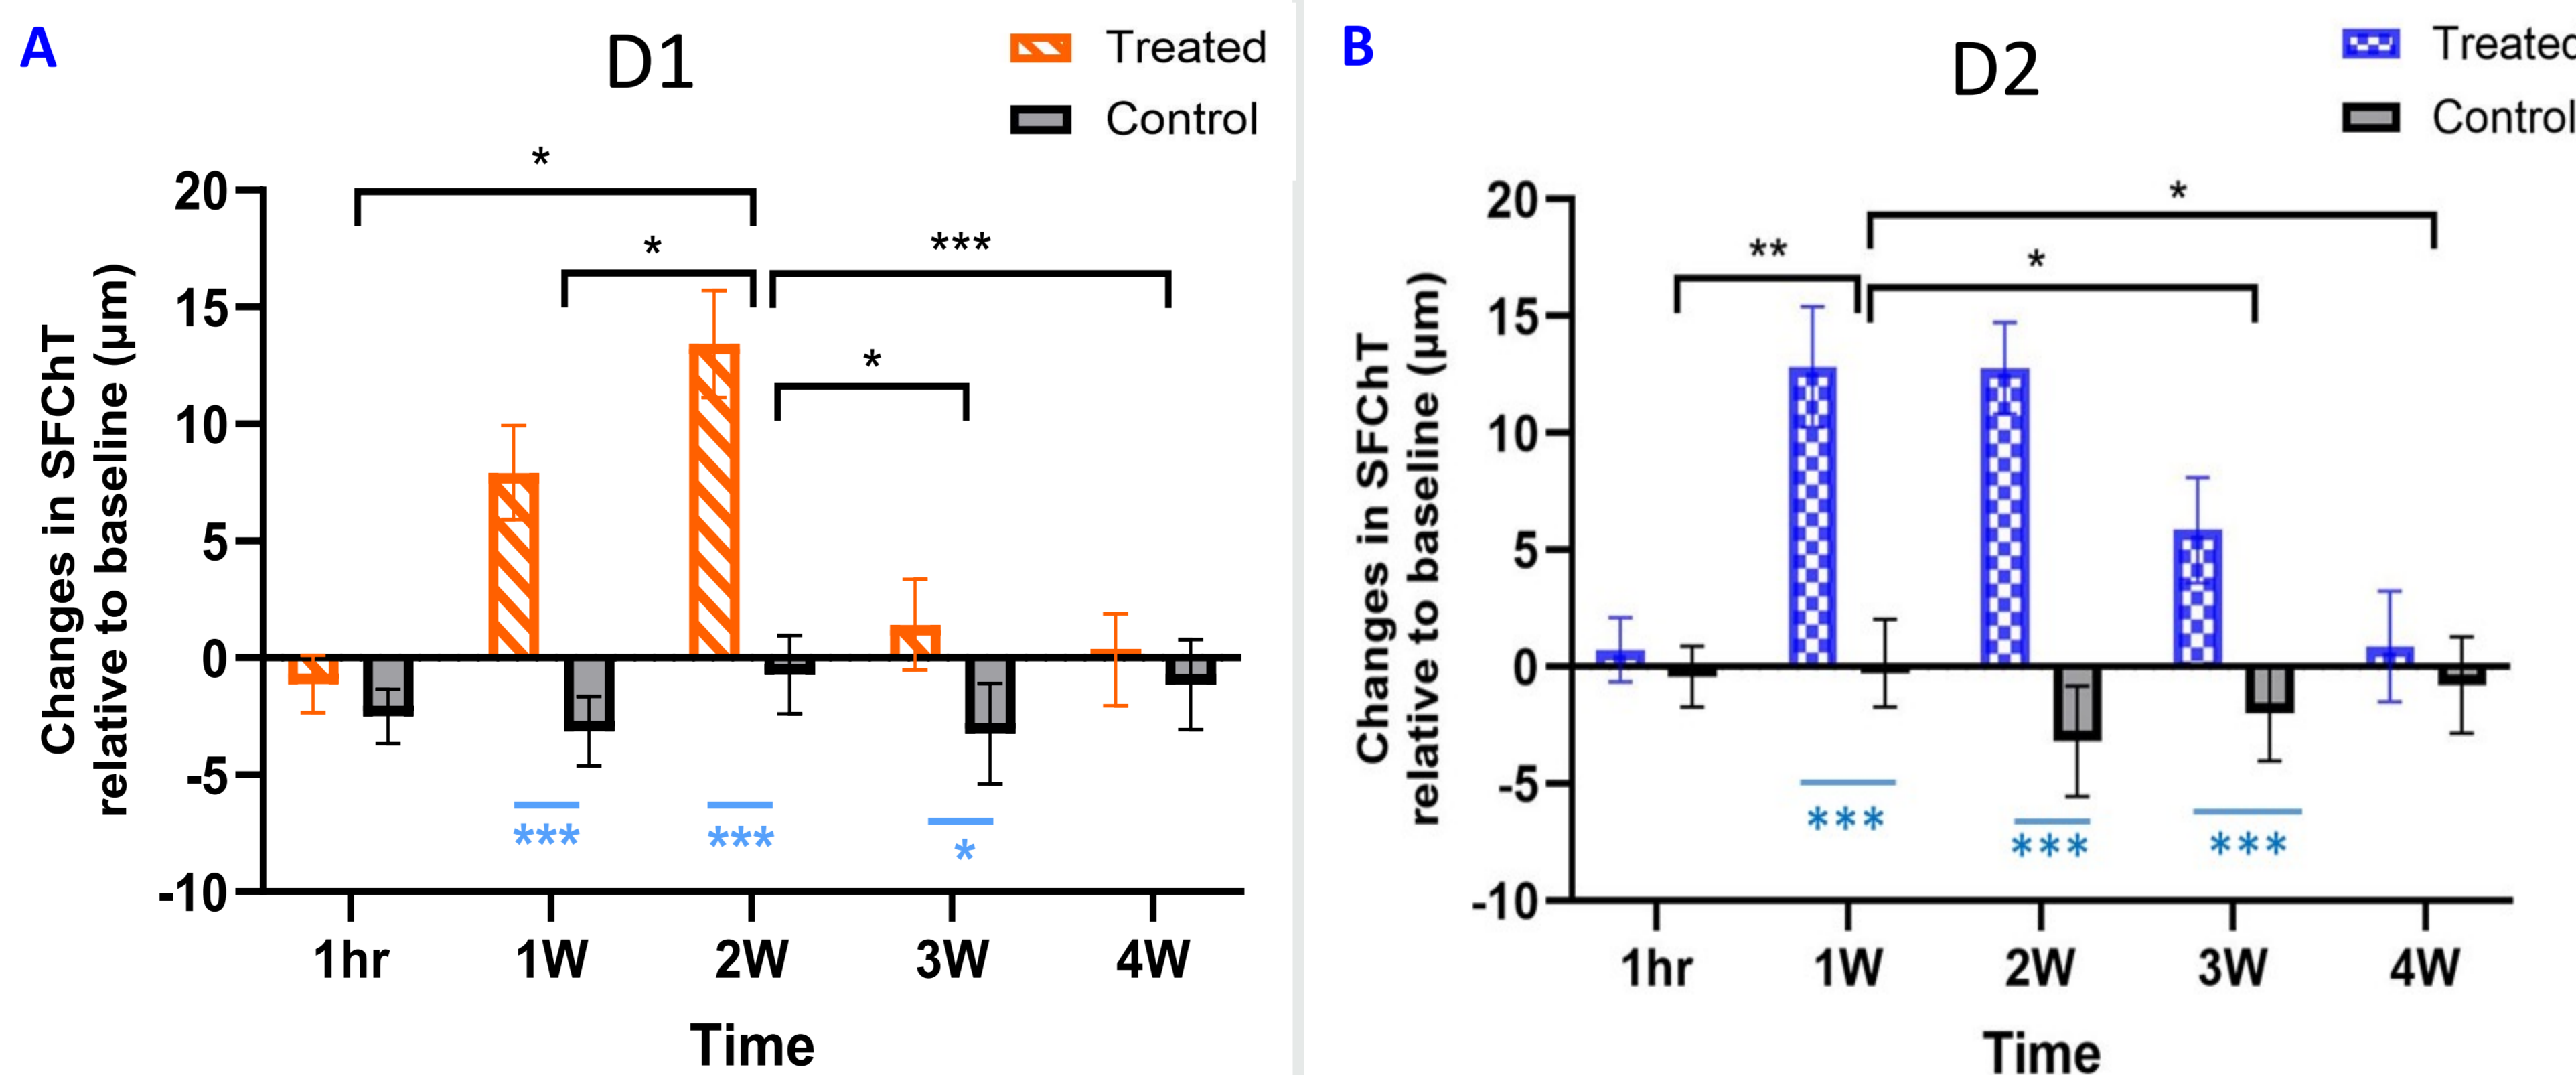 A
D1
Treated
Control
*
*
***
*
20
15
10
5
0
-5
-10
Changes in SFChT
relative to baseline (µm)
***
***
*
1hr 1W 2W 3W 4W
Time
B
D2
Treated
Control
*
**
*
20
15
10
5
0
-5
-10
Changes in SFChT
relative to baseline (µm)
***
***
***
1hr 1W 2W 3W 4W
Time